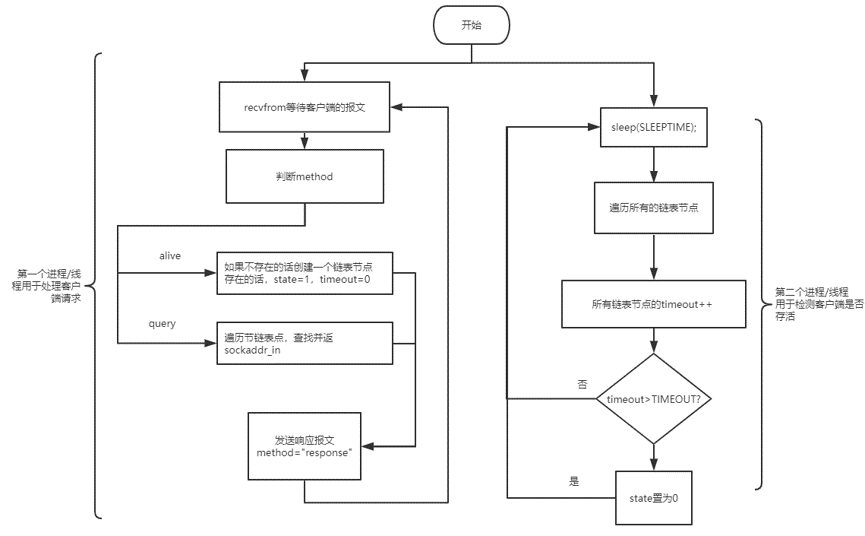 开始
recvfrom等待客户端的报文
判断method
alive
如果不存在的话创建一个链表节点
存在的话，state=1，timeout=0
query
遍历节链表点，查找并返
sockaddr_in
发送响应报文
method="response"
第一个进程/线
程用于处理客户
端请求
sleep(SLEEPTIME);
遍历所有的链表节点
所有链表节点的timeout++
否
timeout>TIMEOUT?
是
state置为0
第二个进程/线程
用于检测客户端是否
存活